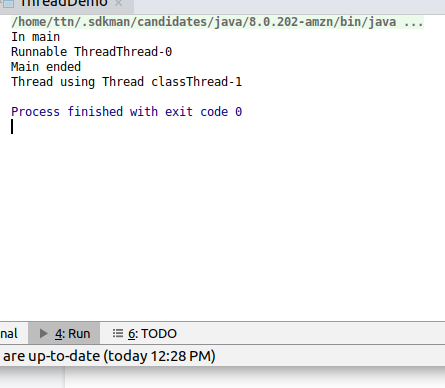 ThreadDemo
/home/ttn/.sdkman/candidates/java/8.0.202-amzn/bin/java ...
In main
Runnable ThreadThread-0
Main ended
Thread using Thread classThread-1
Process finished with exit code 0
nal 4: Run 6: TODO
are up-to-date (today 12:28 PM)